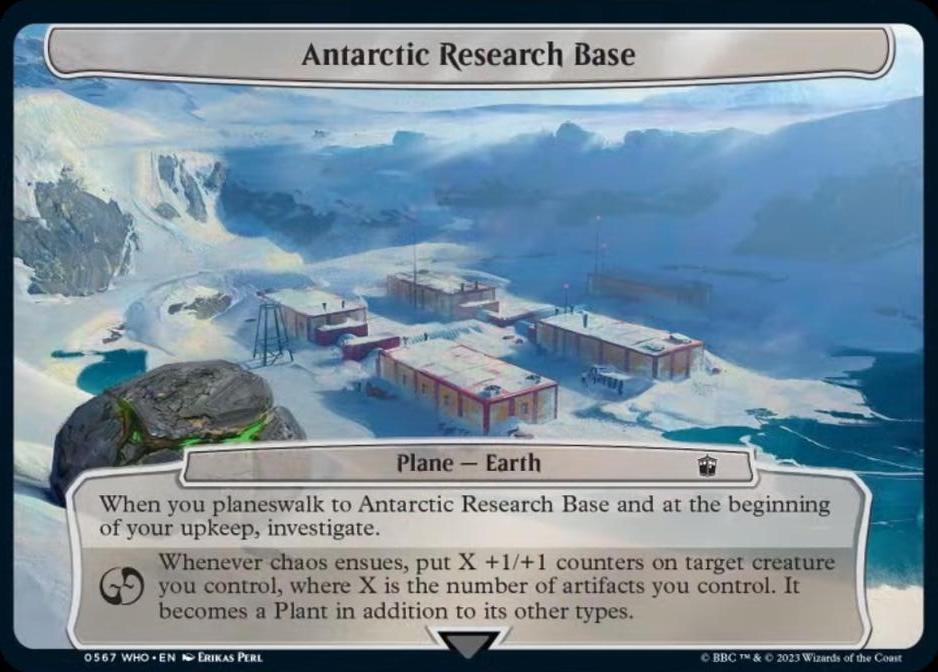 Antarctic Research Base
Plane — Earth
When you planeswalk to Antarctic Research Base and at the beginning
of your upkeep, investigate.
Whenever chaos ensues, put X +1/+1 counters on target creature
you control, where X is the number of artifacts you control. It
becomes a Plant in addition to its other types.
0567 WHO • EN Erikas Perl
© BBC ™ & © 2023 Wizards of the Coast